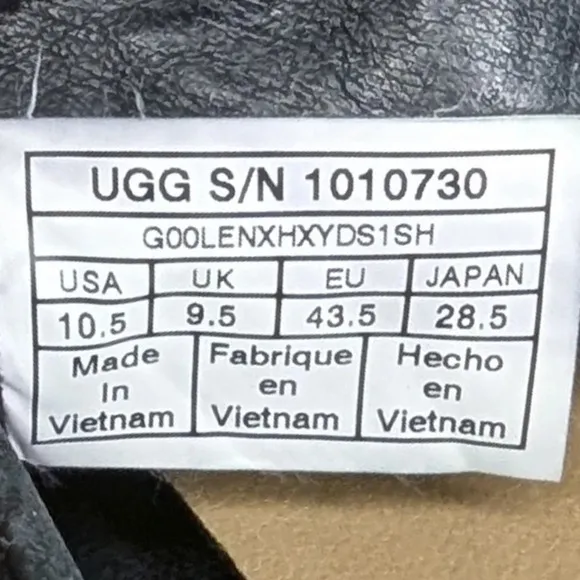 UGG S/N 1010730
G00LENXHXYDS1SH
USA UK EU JAPAN
10.5 9.5 43.5 28.5
Made Fabrique Hecho
In en en
Vietnam Vietnam Vietnam